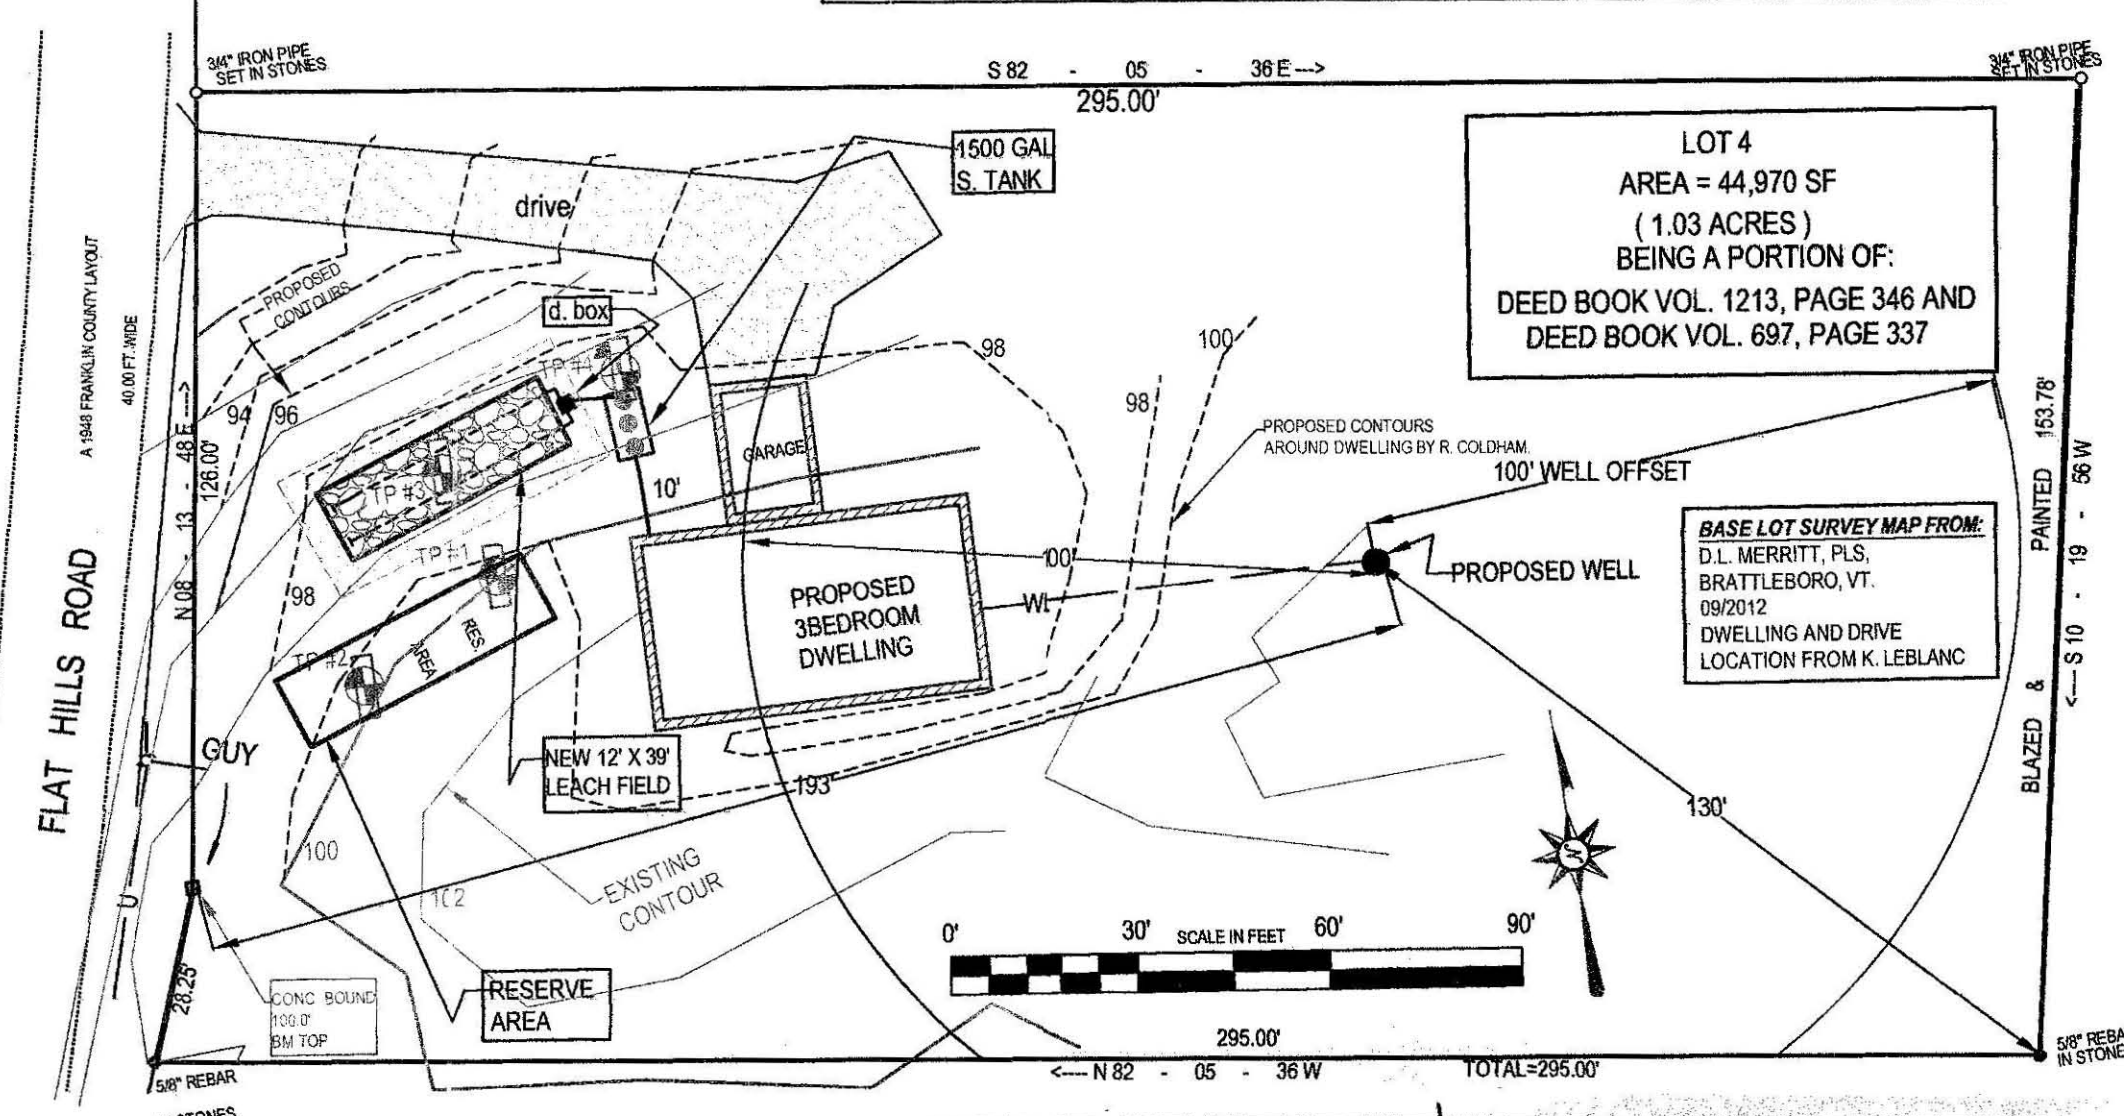 3/4" IRON PIPE
SET IN STONES
S 82 - 05 - 36 E --->
295.00'
3/4" IRON PIPE
SET IN STONES
1500 GAL
S. TANK
LOT 4
AREA = 44,970 SF
( 1.03 ACRES )
BEING A PORTION OF:
DEED BOOK VOL. 1213, PAGE 346 AND
DEED BOOK VOL. 697, PAGE 337
drive
PROPOSED
CONTOURS
d. box
A 1948 FRANKLIN COUNTY LAYOUT
40.00 FT. WIDE
FLAT HILLS ROAD
N 08 - 13 - 48 E --->
126.00'
94
96
98
98
98
100
TP #4
TP #3
TP #1
TP #2
GARAGE
10'
PROPOSED CONTOURS
AROUND DWELLING BY R. COLDHAM.
100' WELL OFFSET
PROPOSED WELL
BASE LOT SURVEY MAP FROM:
D.L. MERRITT, PLS,
BRATTLEBORO, VT.
09/2012
DWELLING AND DRIVE
LOCATION FROM K. LEBLANC
BLAZED & PAINTED 153.78'
<--- S 10 - 19 - 56 W
PROPOSED
3BEDROOM
DWELLING
RES.
AREA
GUY
NEW 12' X 39'
LEACH FIELD
193'
130'
100
102
EXISTING
CONTOUR
N
U
28.25'
CONC BOUND
100.0'
BM TOP
RESERVE
AREA
0' 30' SCALE IN FEET 60' 90'
295.00'
<---- N 82 - 05 - 36 W TOTAL=295.00'
5/8" REBAR
5/8" REBA
IN STONE